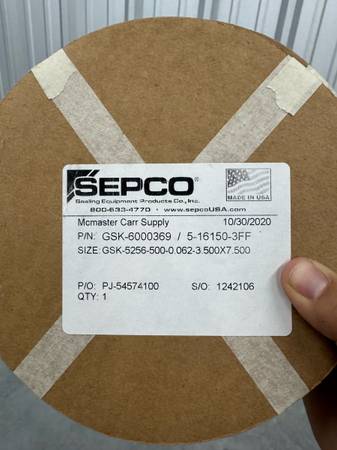 SEPCO
MADE IN USA
Sealing Equipment Products Co., Inc.
800-633-4770 • www.sepcoUSA.com
Mcmaster Carr Supply 10/30/2020
P/N: GSK-6000369 / 5-16150-3FF
SIZE: GSK-5256-500-0.062-3.500X7.500
P/O: PJ-54574100 S/O: 1242106
QTY: 1